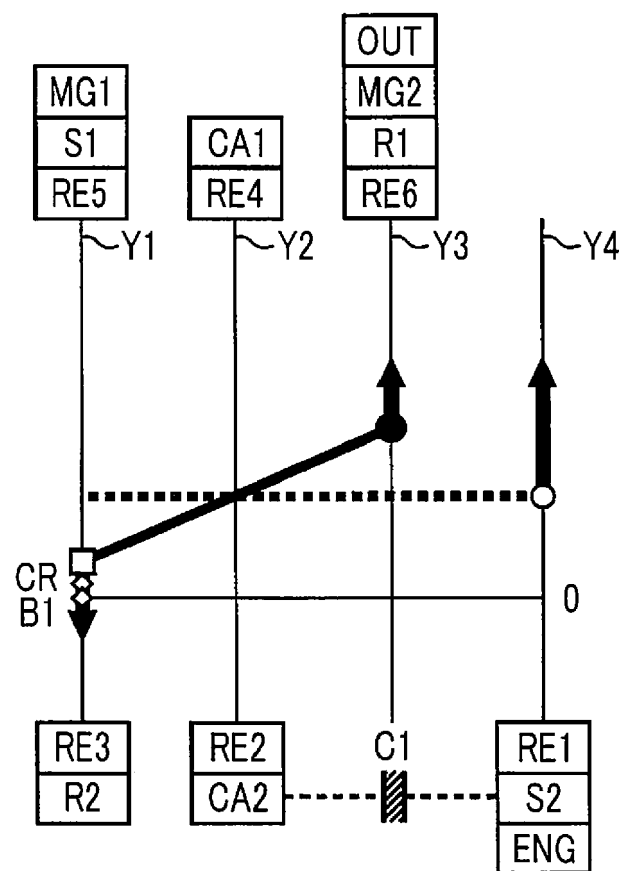 OUT
MG1
MG2
S1
CA1
R1
RE5
RE4
RE6
Y1
Y2
Y3
Y4
CR
B1
0
RE3
RE2
C1
RE1
R2
CA2
S2
ENG